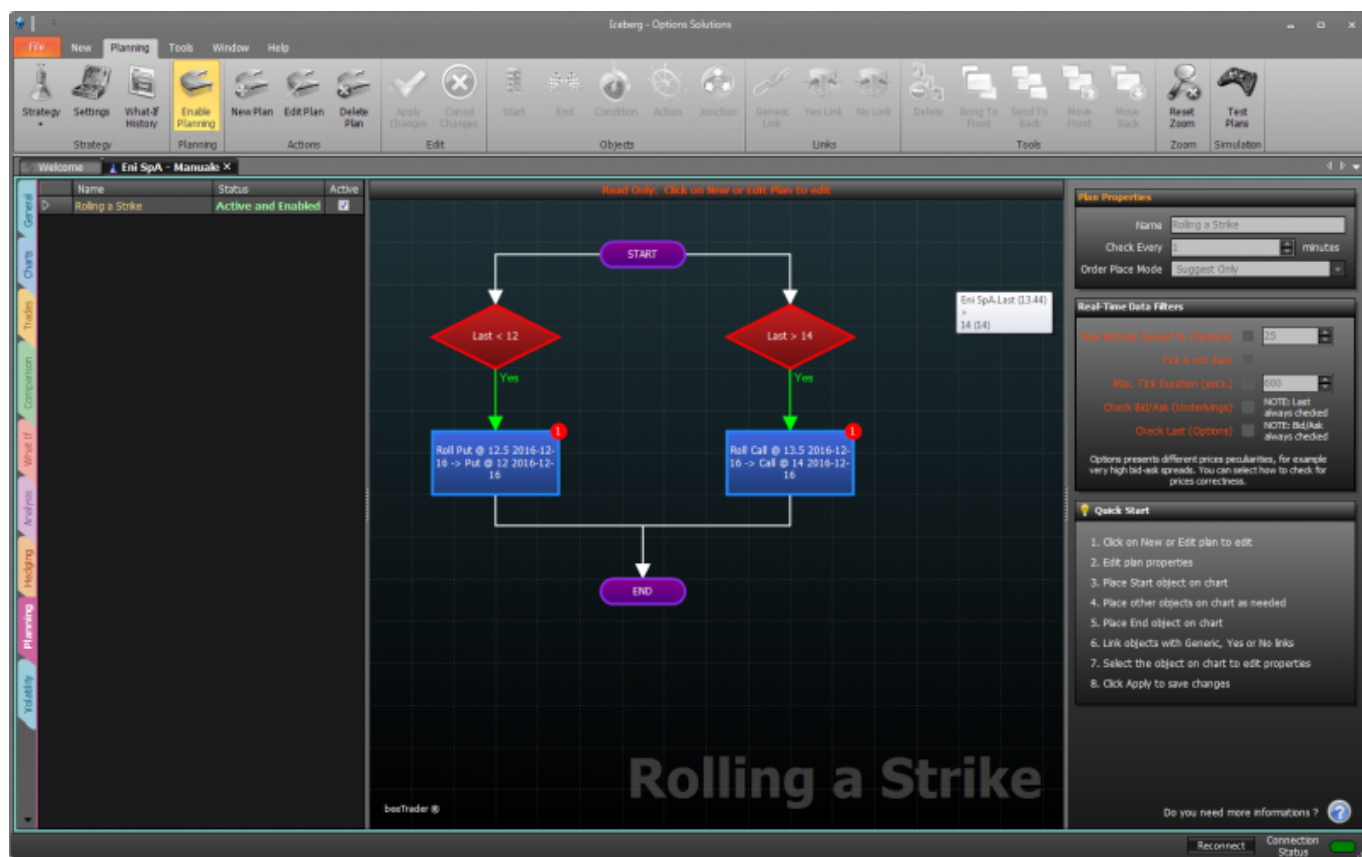 Iceberg - Options Solutions
File New Planning Tools Window Help
Strategy Settings What-If History Enable Planning New Plan Edit Plan Delete Plan Apply Changes Cancel Changes Start End Condition Action Junction Generic Link Yes Link No Link Delete Bring To Front Send To Back Move Front Move Back Reset Zoom Test Plans
Strategy Planning Actions Edit Objects Links Tools Zoom Simulation
Welcome Eni SpA - Manuale X
General
Charts
Trades
Comparison
What If
Analysis
Hedging
Planning
Volatility
Name Status Active
Rolling a Strike Active and Enabled
Read Only: Click on New or Edit Plan to edit
START
Last < 12
Last > 14
Yes
Yes
1
Roll Put @ 12.5 2016-12-
16 -> Put @ 12 2016-12-
16
1
Roll Call @ 13.5 2016-12-
16 -> Call @ 14 2016-12-
16
END
Eni SpA.Last (13.44)
>
14 (14)
Rolling a Strike
beeTrader ®
Plan Properties
Name Rolling a Strike
Check Every 1 minutes
Order Place Mode Suggest Only
Real-Time Data Filters
Max Bid/Ask Spread % (Options) 25
Tick is not Zero
Max. Tick Duration (secs.) 600
Check Bid/Ask (Underlyings) NOTE: Last
always checked
Check Last (Options) NOTE: Bid/Ask
always checked
Options presents different prices peculiarities, for example
very high bid-ask spreads. You can select how to check for
prices correctness.
Quick Start
1. Click on New or Edit plan to edit
2. Edit plan properties
3. Place Start object on chart
4. Place other objects on chart as needed
5. Place End object on chart
6. Link objects with Generic, Yes or No links
7. Select the object on chart to edit properties
8. Click Apply to save changes
Do you need more informations ?
Reconnect Connection
Status